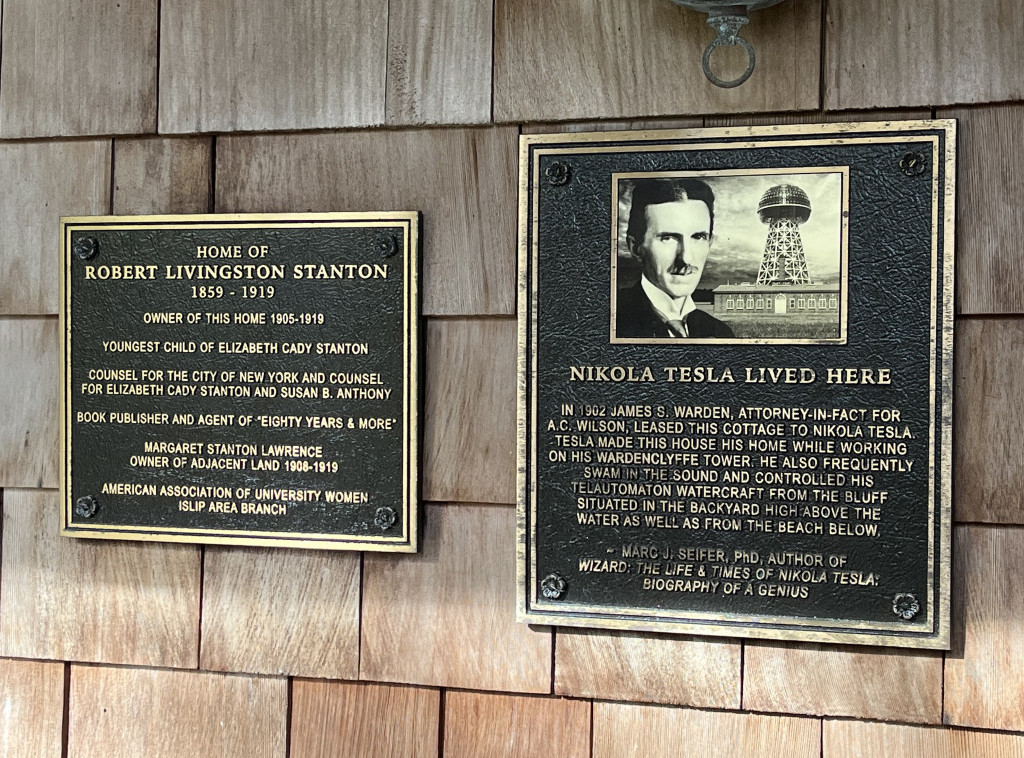 HOME OF
ROBERT LIVINGSTON STANTON
1859 - 1919
OWNER OF THIS HOME 1905-1919
YOUNGEST CHILD OF ELIZABETH CADY STANTON
COUNSEL FOR THE CITY OF NEW YORK AND COUNSEL
FOR ELIZABETH CADY STANTON AND SUSAN B. ANTHONY
BOOK PUBLISHER AND AGENT OF "EIGHTY YEARS & MORE"
MARGARET STANTON LAWRENCE
OWNER OF ADJACENT LAND 1908-1919
AMERICAN ASSOCIATION OF UNIVERSITY WOMEN
ISLIP AREA BRANCH
NIKOLA TESLA LIVED HERE
IN 1902 JAMES S. WARDEN, ATTORNEY-IN-FACT FOR
A.C. WILSON, LEASED THIS COTTAGE TO NIKOLA TESLA.
TESLA MADE THIS HOUSE HIS HOME WHILE WORKING
ON HIS WARDENCLYFFE TOWER. HE ALSO FREQUENTLY
SWAM IN THE SOUND AND CONTROLLED HIS
TELAUTOMATON WATERCRAFT FROM THE BLUFF
SITUATED IN THE BACKYARD HIGH ABOVE THE
WATER AS WELL AS FROM THE BEACH BELOW.
~ MARC J. SEIFER, PhD, AUTHOR OF
WIZARD: THE LIFE & TIMES OF NIKOLA TESLA:
BIOGRAPHY OF A GENIUS